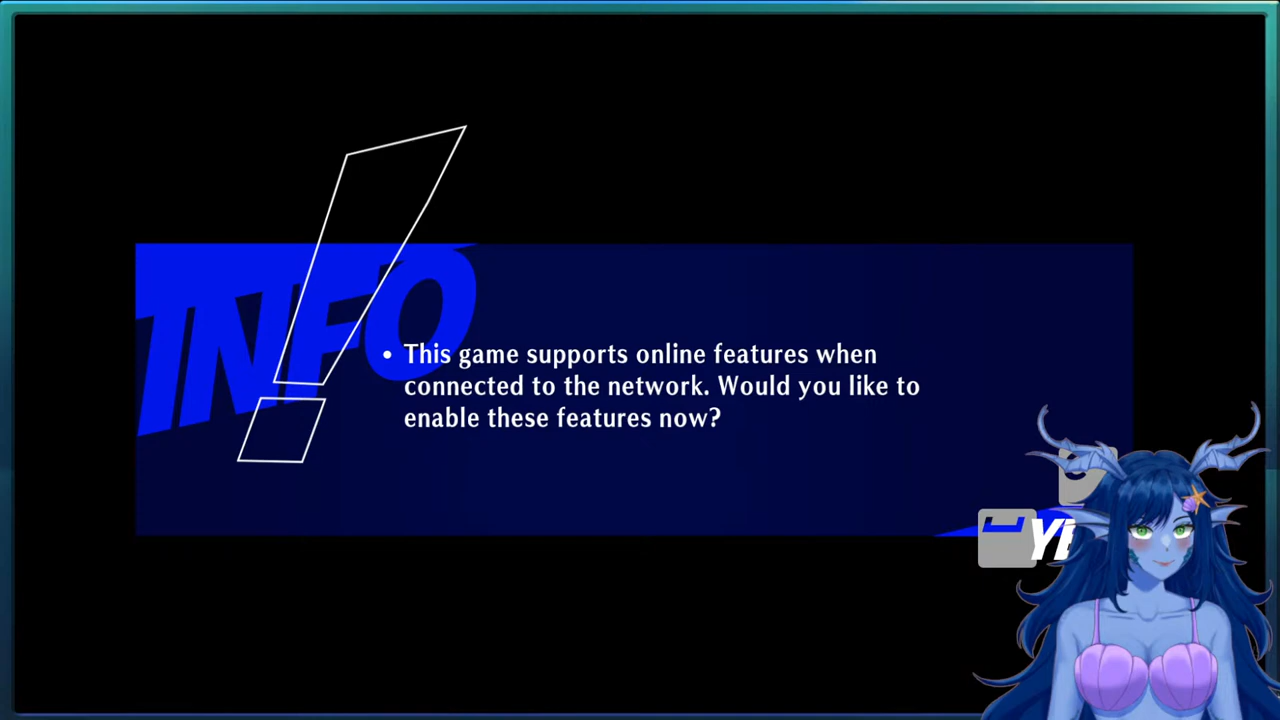 INFO
• This game supports online features when
connected to the network. Would you like to
enable these features now?